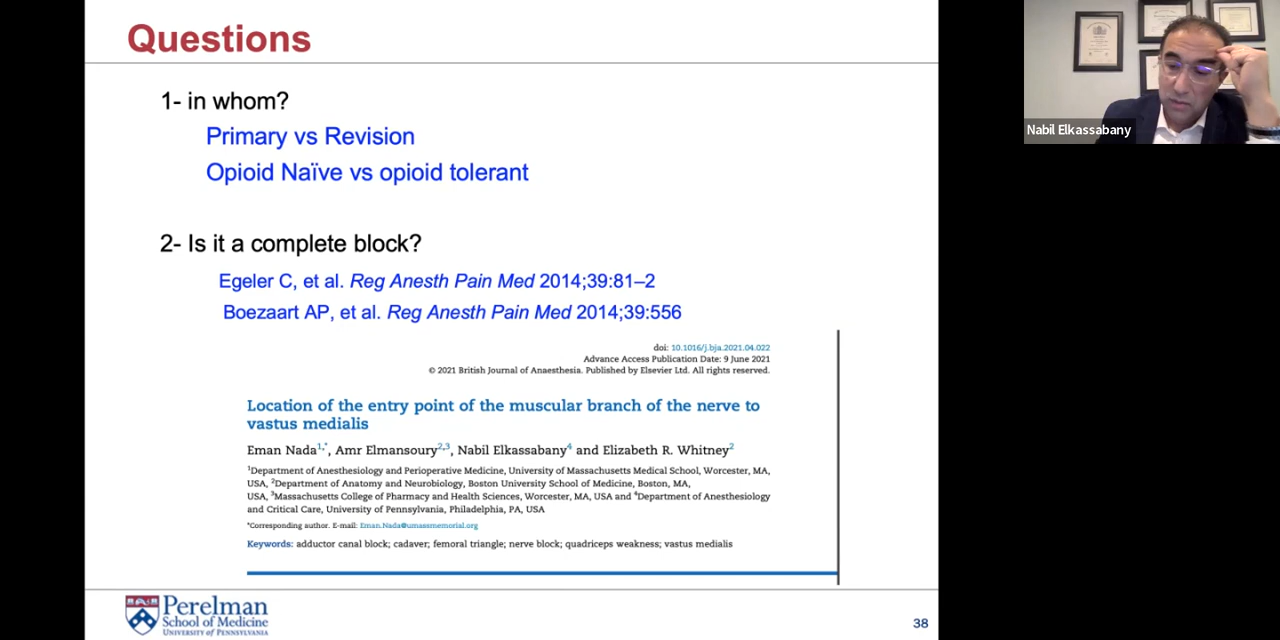 Questions
1- in whom?
Primary vs Revision
Opioid Naïve vs opioid tolerant
2- Is it a complete block?
Egeler C, et al. Reg Anesth Pain Med 2014;39:81–2
Boezaart AP, et al. Reg Anesth Pain Med 2014;39:556
doi: 10.1016/j.bja.2021.04.022
Advance Access Publication Date: 9 June 2021
© 2021 British Journal of Anaesthesia. Published by Elsevier Ltd. All rights reserved.
Location of the entry point of the muscular branch of the nerve to
vastus medialis
Eman Nada1,*, Amr Elmansoury2,3, Nabil Elkassabany4 and Elizabeth R. Whitney2
1Department of Anesthesiology and Perioperative Medicine, University of Massachusetts Medical School, Worcester, MA,
USA, 2Department of Anatomy and Neurobiology, Boston University School of Medicine, Boston, MA,
USA, 3Massachusetts College of Pharmacy and Health Sciences, Worcester, MA, USA and 4Department of Anesthesiology
and Critical Care, University of Pennsylvania, Philadelphia, PA, USA
*Corresponding author. E-mail: Eman.Nada@umassmemorial.org
Keywords: adductor canal block; cadaver; femoral triangle; nerve block; quadriceps weakness; vastus medialis
Perelman
School of Medicine
UNIVERSITY of PENNSYLVANIA
38
Nabil Elkassabany